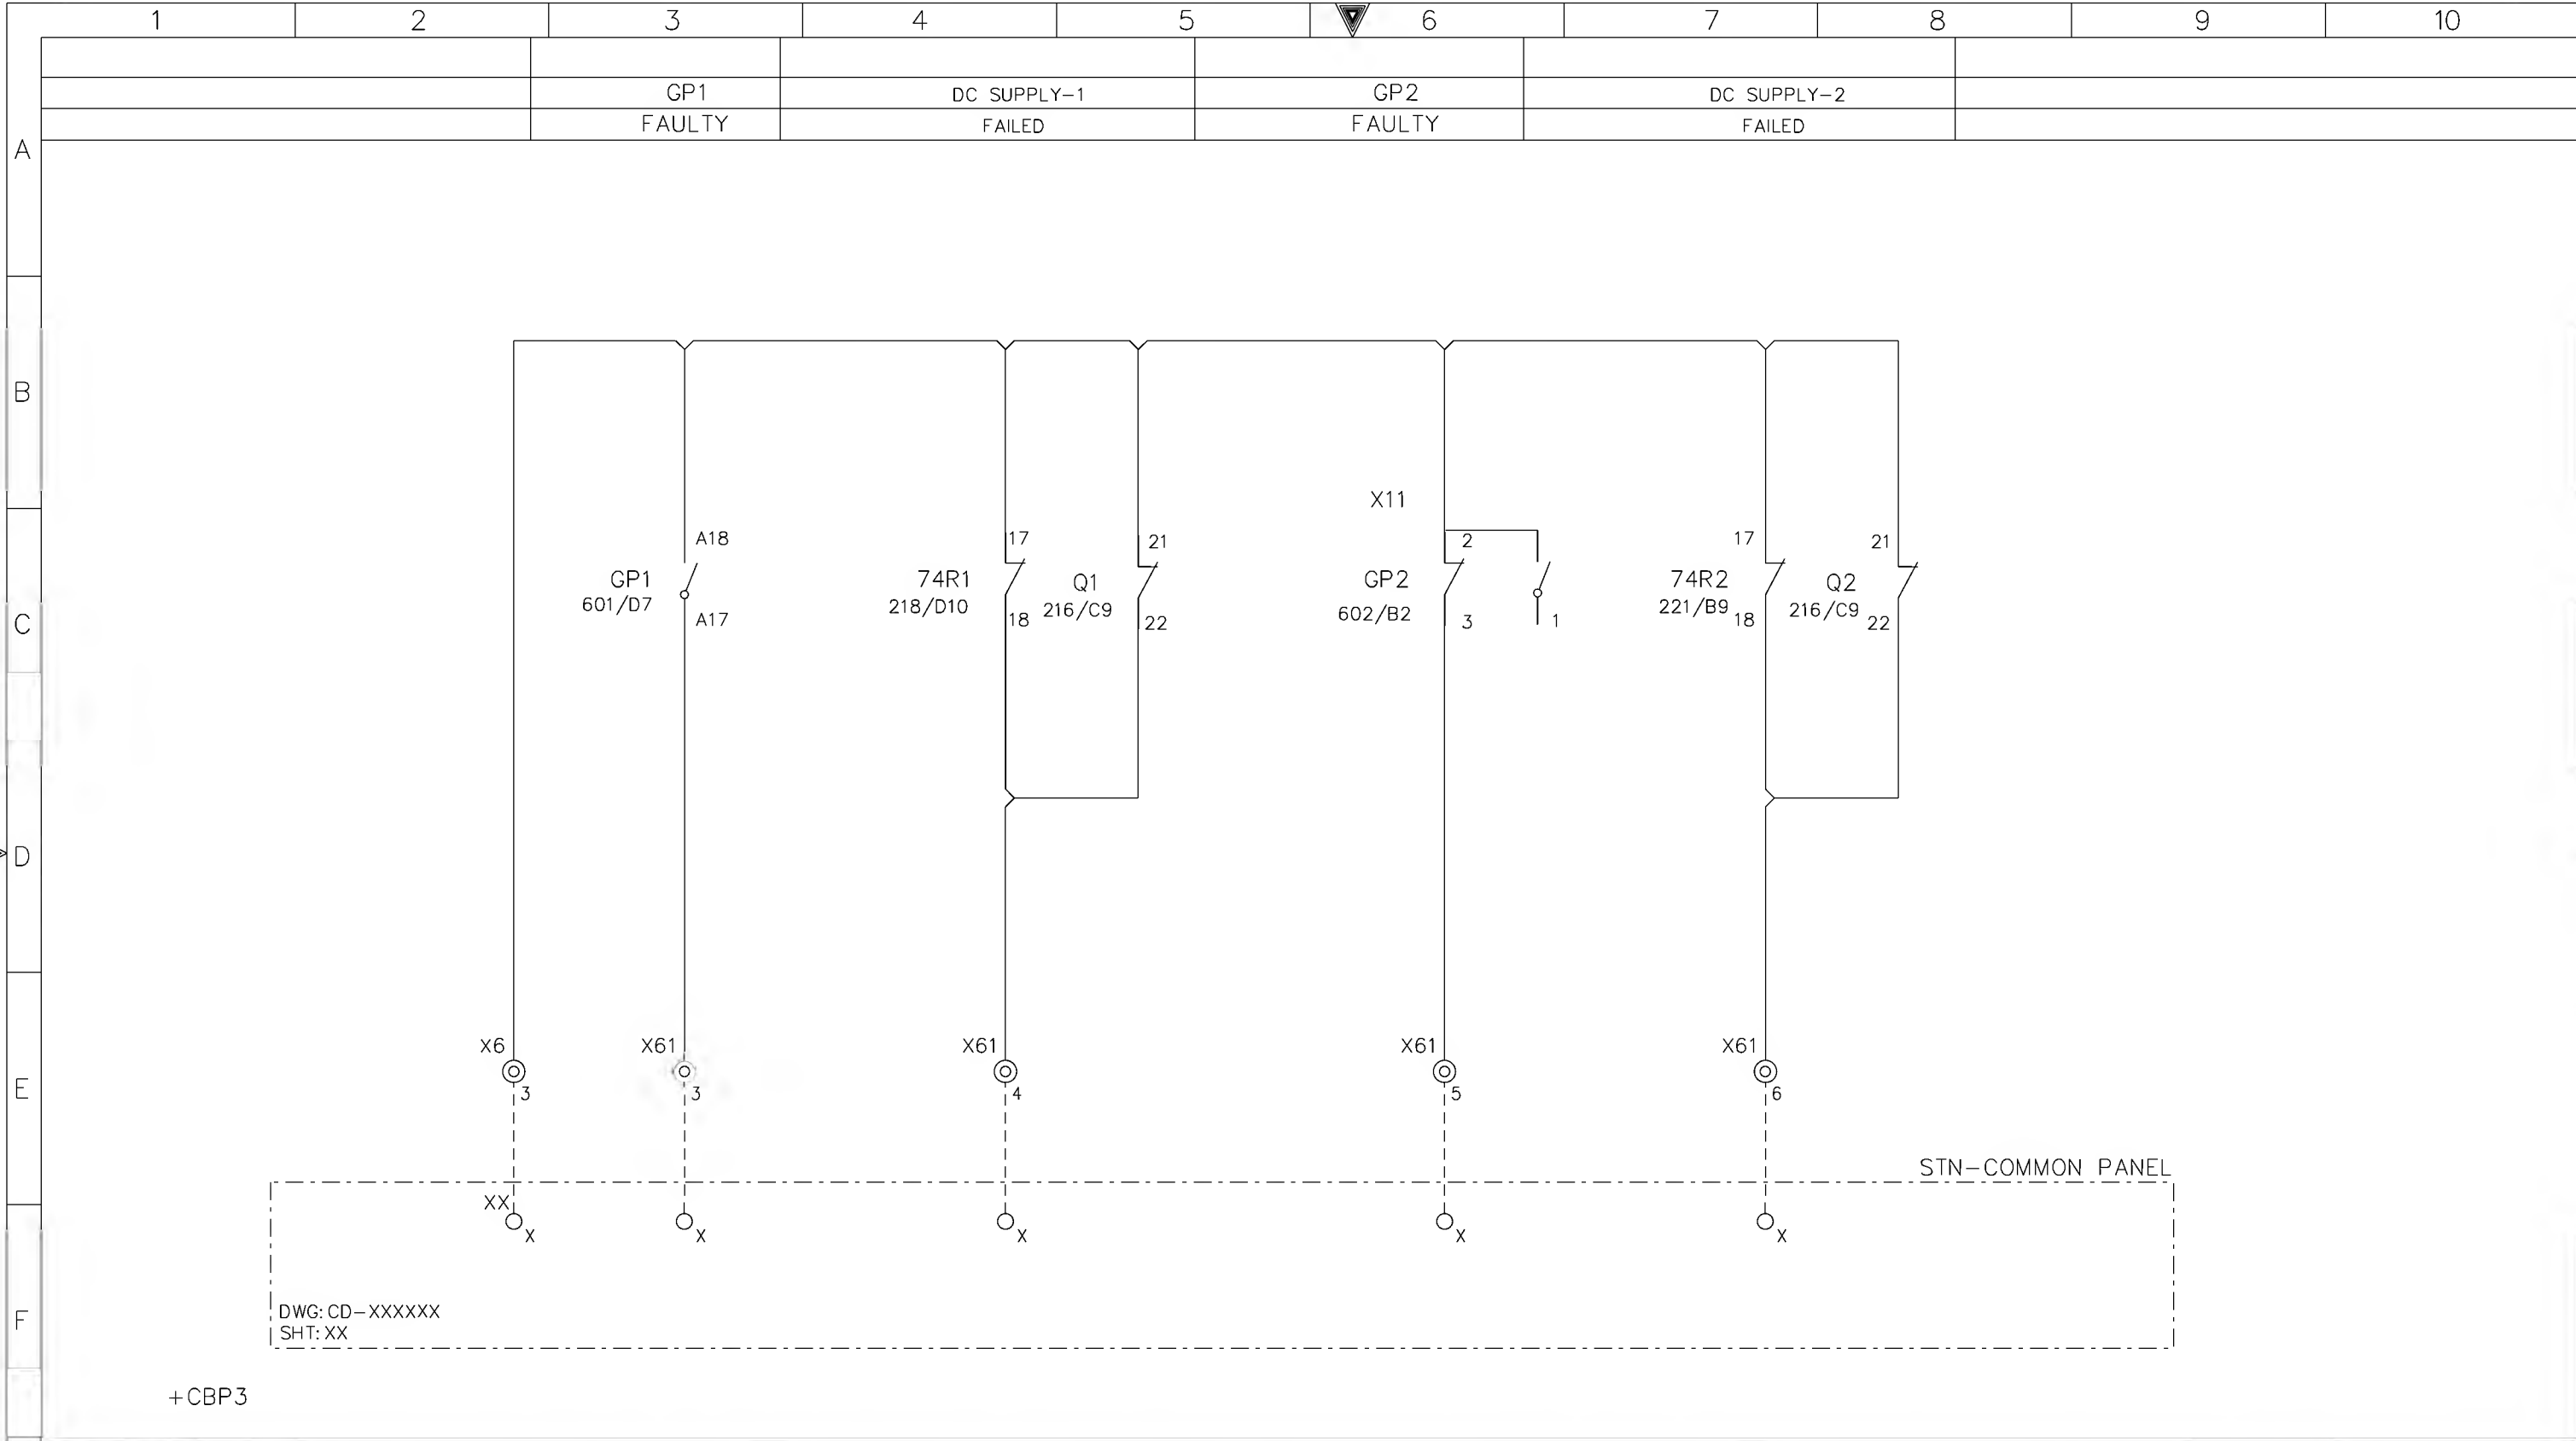 1 2 3 4 5 6 7 8 9 10
GP1 DC SUPPLY-1 GP2 DC SUPPLY-2
FAULTY FAILED FAULTY FAILED
A
B
X11
A18 17 21 2 17 21
GP1 74R1 Q1 GP2 74R2 Q2
601/D7 218/D10 216/C9 602/B2 221/B9 216/C9
C
A17 18 22 3 1 18 22
D
X6 X61 X61 X61 X61
E
3 3 4 5 6
STN-COMMON PANEL
XX
X X X X X
F
DWG: CD-XXXXXX
SHT: XX
+CBP3